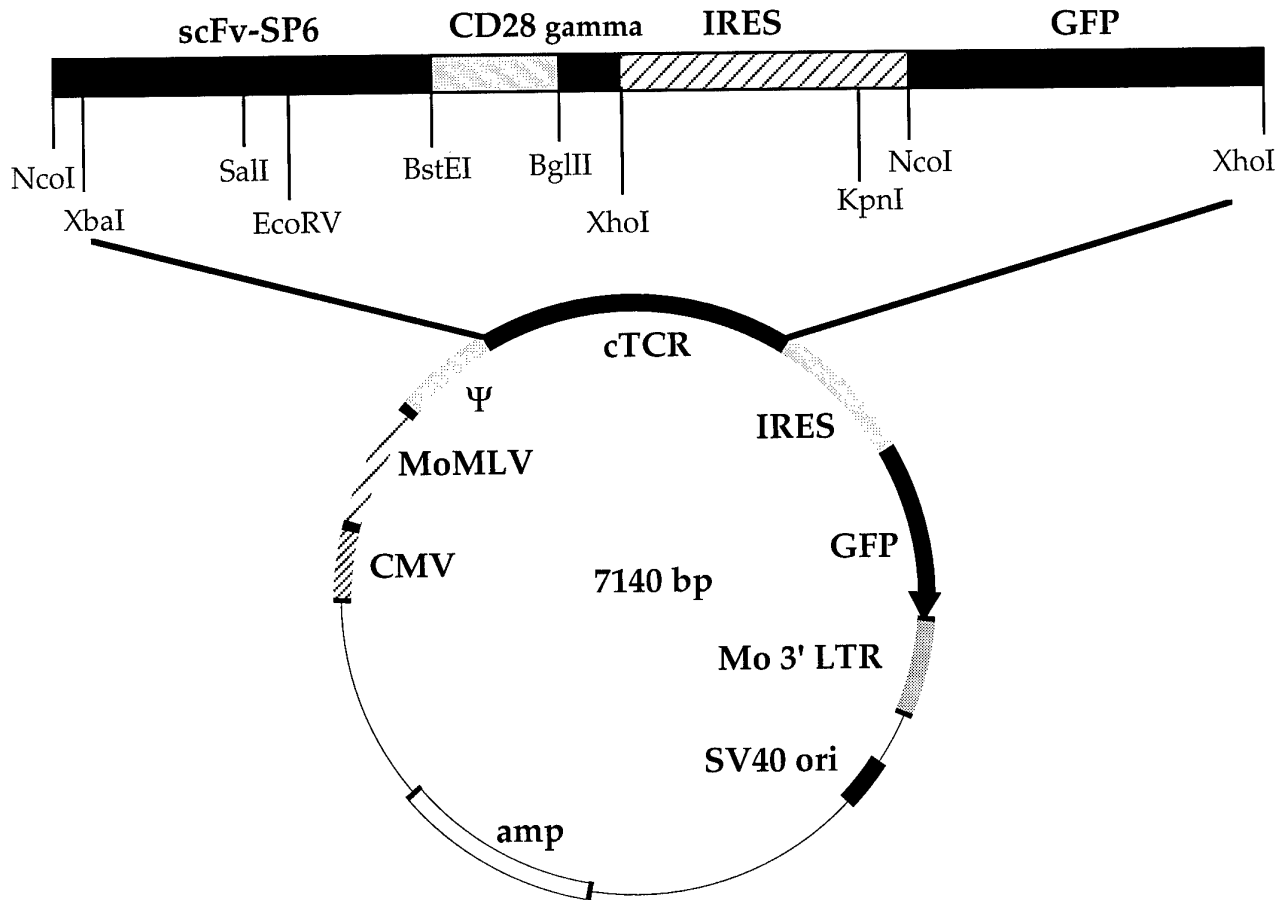 scFv-SP6 CD28 gamma IRES GFP
NcoI XbaI SalI EcoRV BstEI BglII XhoI KpnI NcoI XhoI
cTCR
Ψ
IRES
MoMLV
GFP
CMV
7140 bp
Mo 3' LTR
SV40 ori
amp